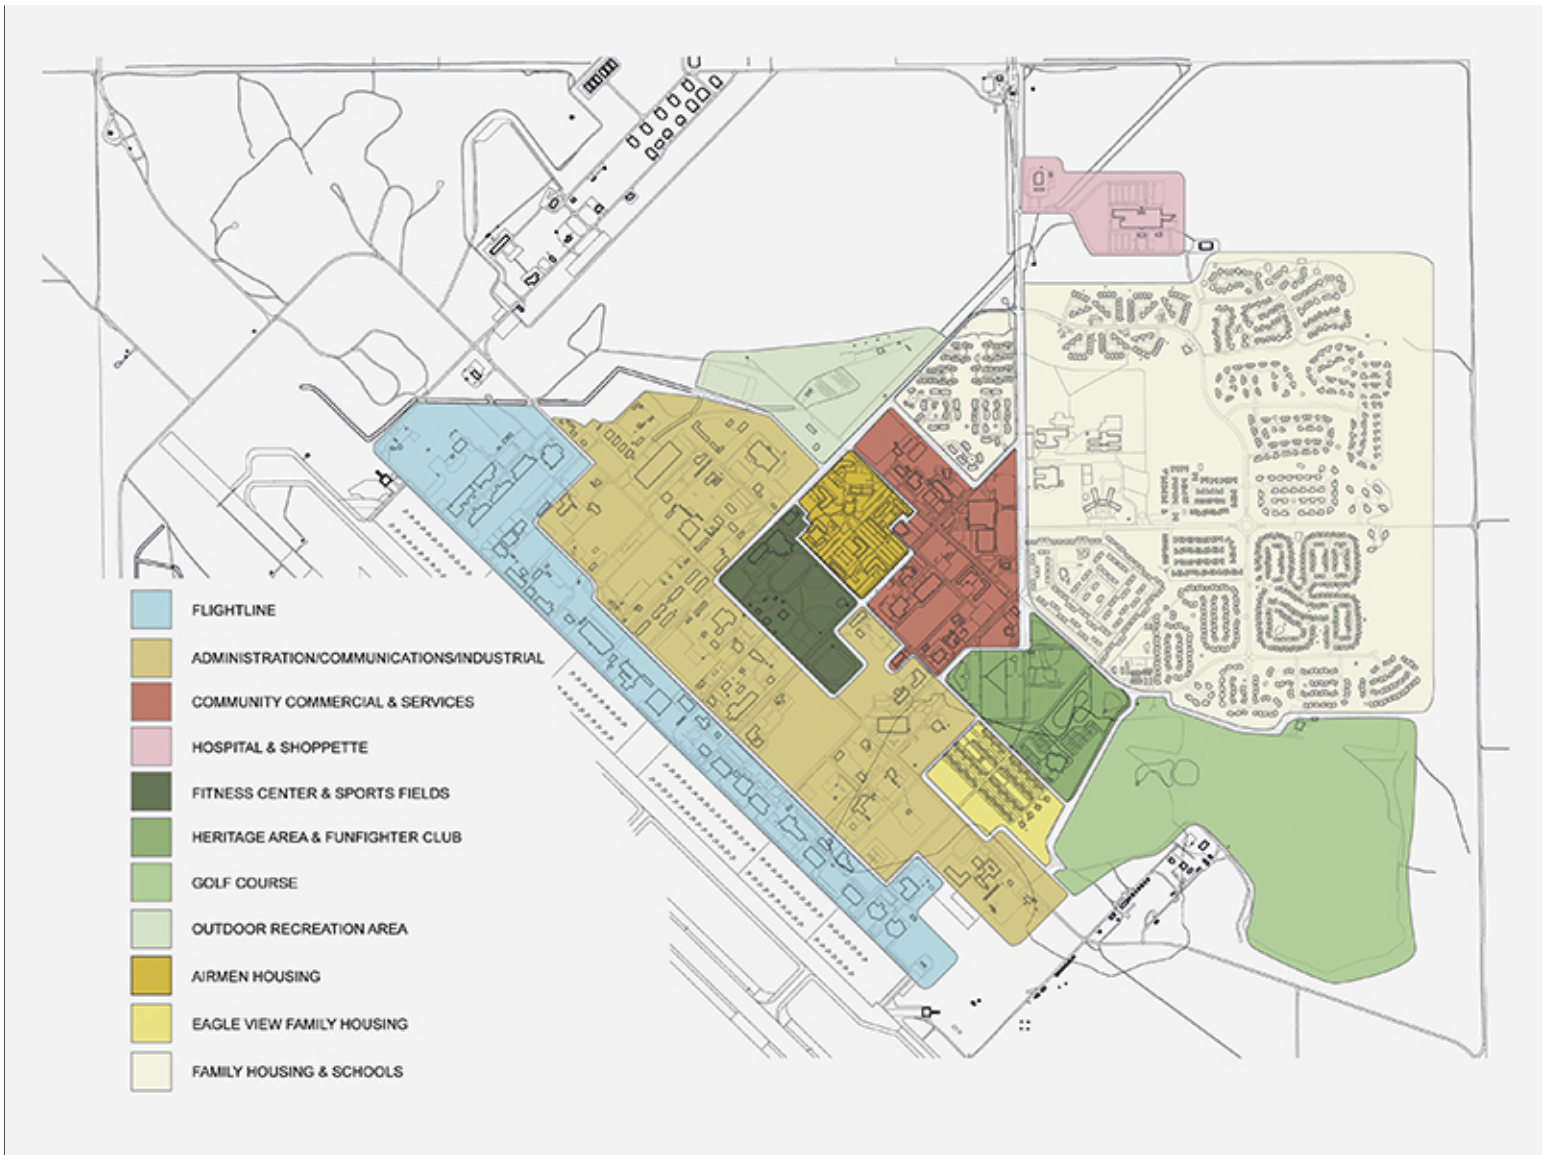 FLIGHTLINE
ADMINISTRATION/COMMUNICATIONS/INDUSTRIAL
COMMUNITY COMMERCIAL & SERVICES
HOSPITAL & SHOPPETTE
FITNESS CENTER & SPORTS FIELDS
HERITAGE AREA & FUNFIGHTER CLUB
GOLF COURSE
OUTDOOR RECREATION AREA
AIRMEN HOUSING
EAGLE VIEW FAMILY HOUSING
FAMILY HOUSING & SCHOOLS